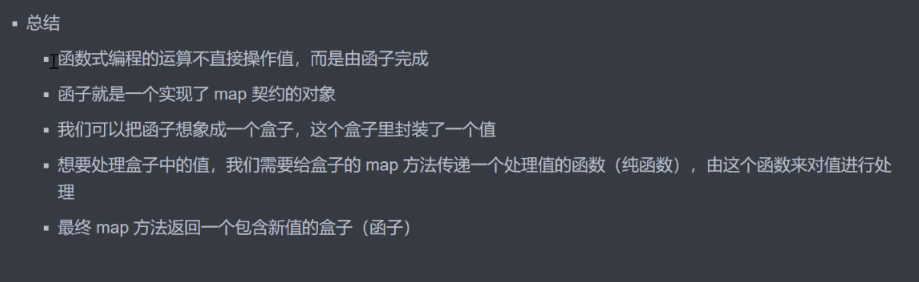 总结
函数式编程的运算不直接操作值，而是由函子完成
函子就是一个实现了 map 契约的对象
我们可以把函子想象成一个盒子，这个盒子里封装了一个值
想要处理盒子中的值，我们需要给盒子的 map 方法传递一个处理值的函数（纯函数），由这个函数来对值进行处
理
最终 map 方法返回一个包含新值的盒子（函子）